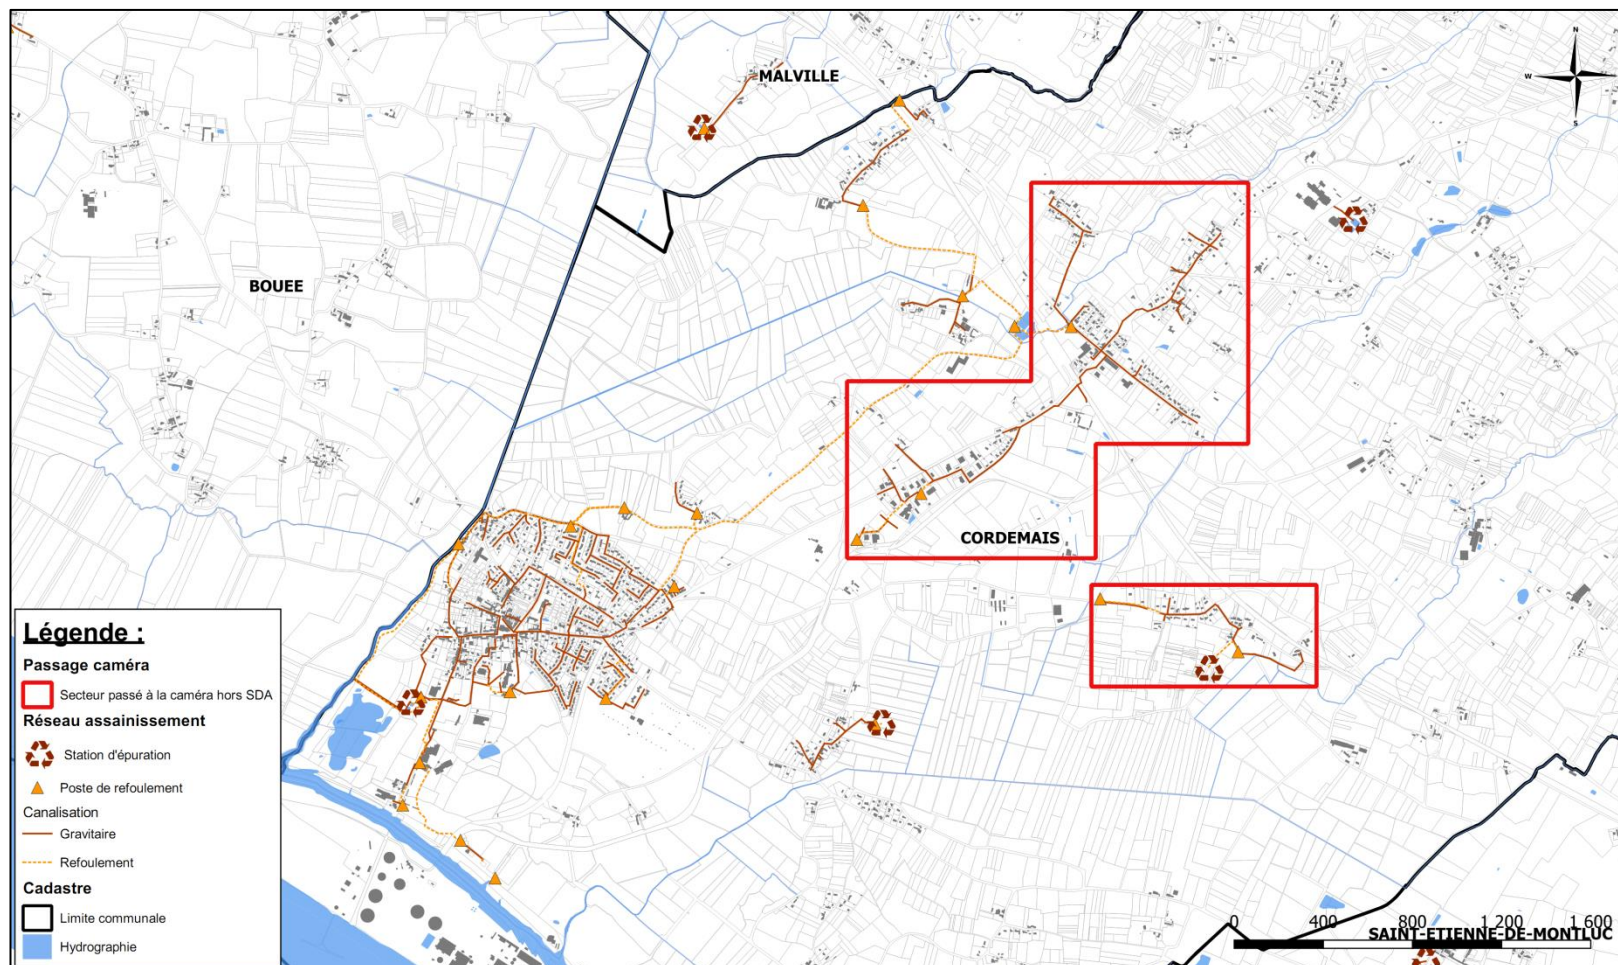 MALVILLE
N
W
S
BOUEE
CORDEMAIS
Légende :
Passage caméra
Secteur passé à la caméra hors SDA
Réseau assainissement
Station d'épuration
Poste de refoulement
Canalisation
Gravitaire
Refoulement
Cadastre
Limite communale
Hydrographie
0 400 800 1 200 1 600
SAINT-ETIENNE-DE-MONTLUC